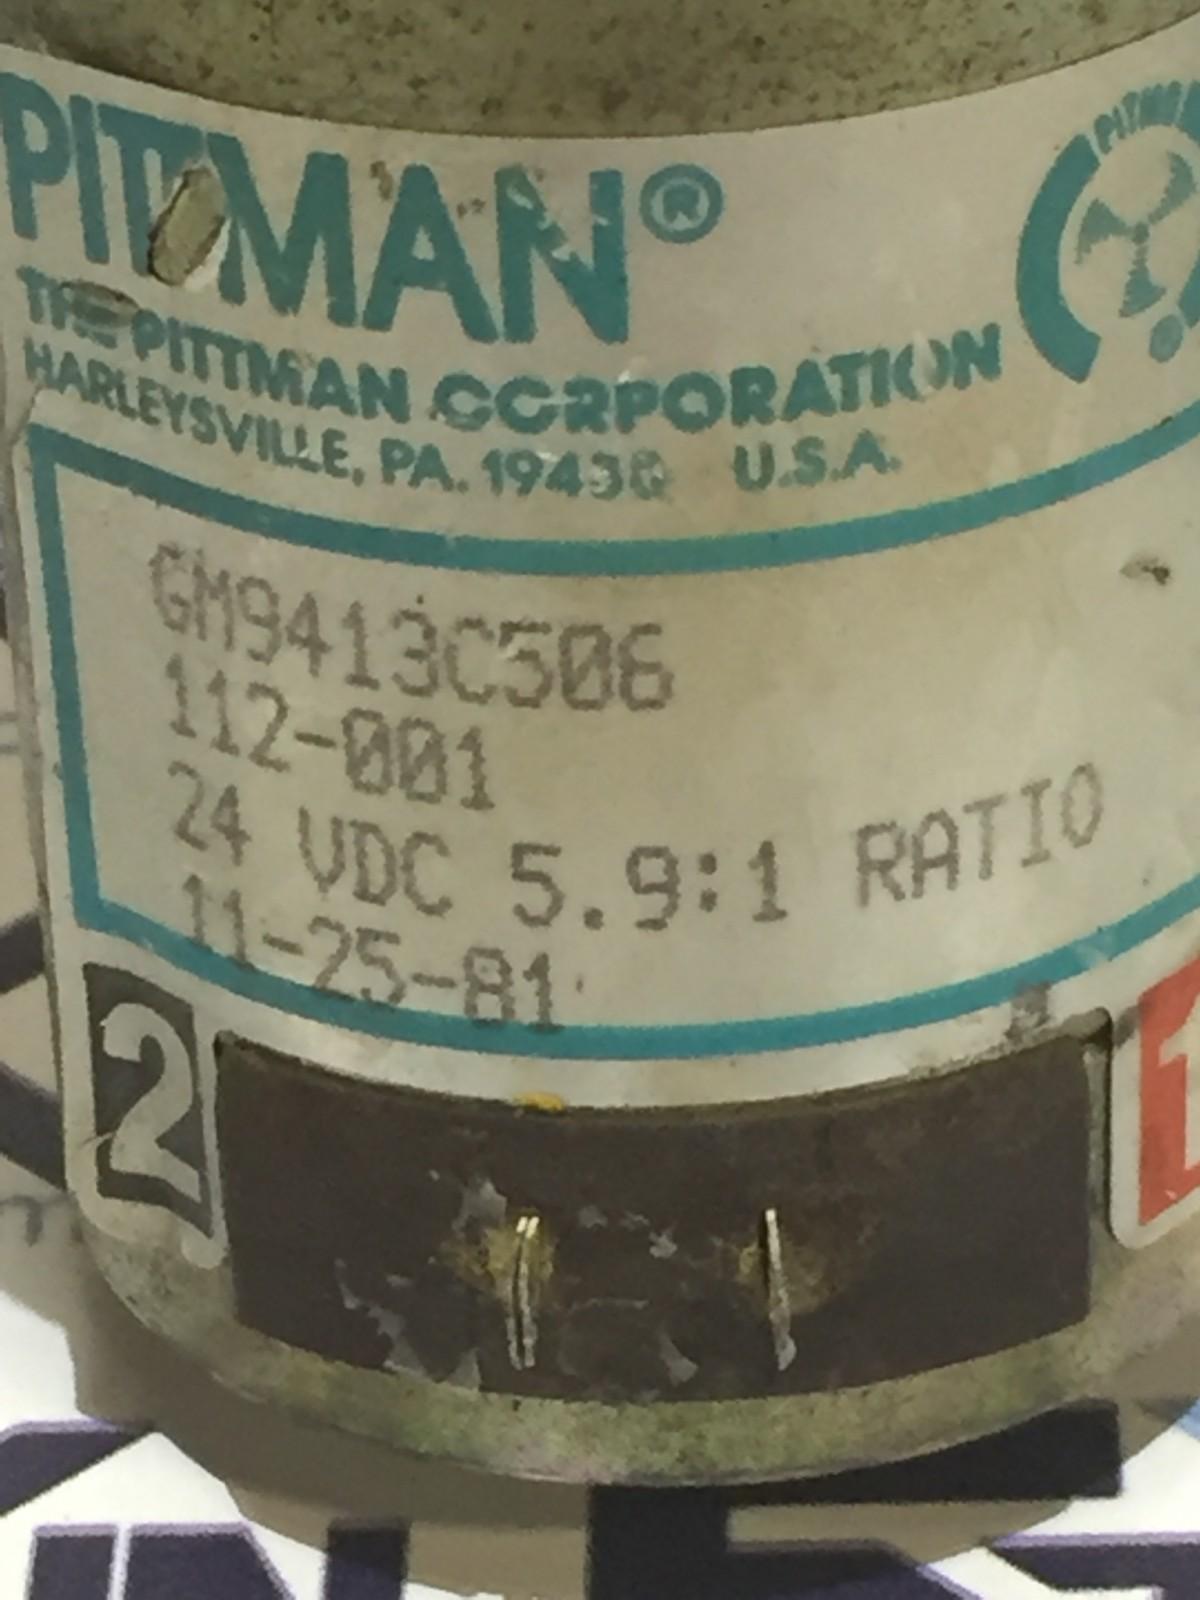 PITTMAN®
PITTMAN
THE PITTMAN CORPORATION
HARLEYSVILLE, PA. 19438 U.S.A.
GM9413C506
112-001
24 VDC 5.9:1 RATIO
11-25-81
2
1